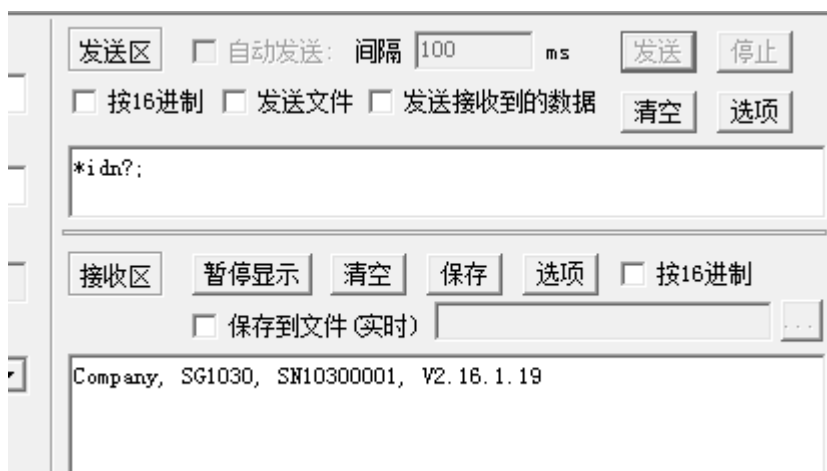 发送区 自动发送: 间隔 100 ms 发送 停止
按16进制 发送文件 发送接收到的数据 清空 选项
*idn?;
接收区 暂停显示 清空 保存 选项 按16进制
保存到文件(实时) ...
Company, SG1030, SN10300001, V2.16.1.19